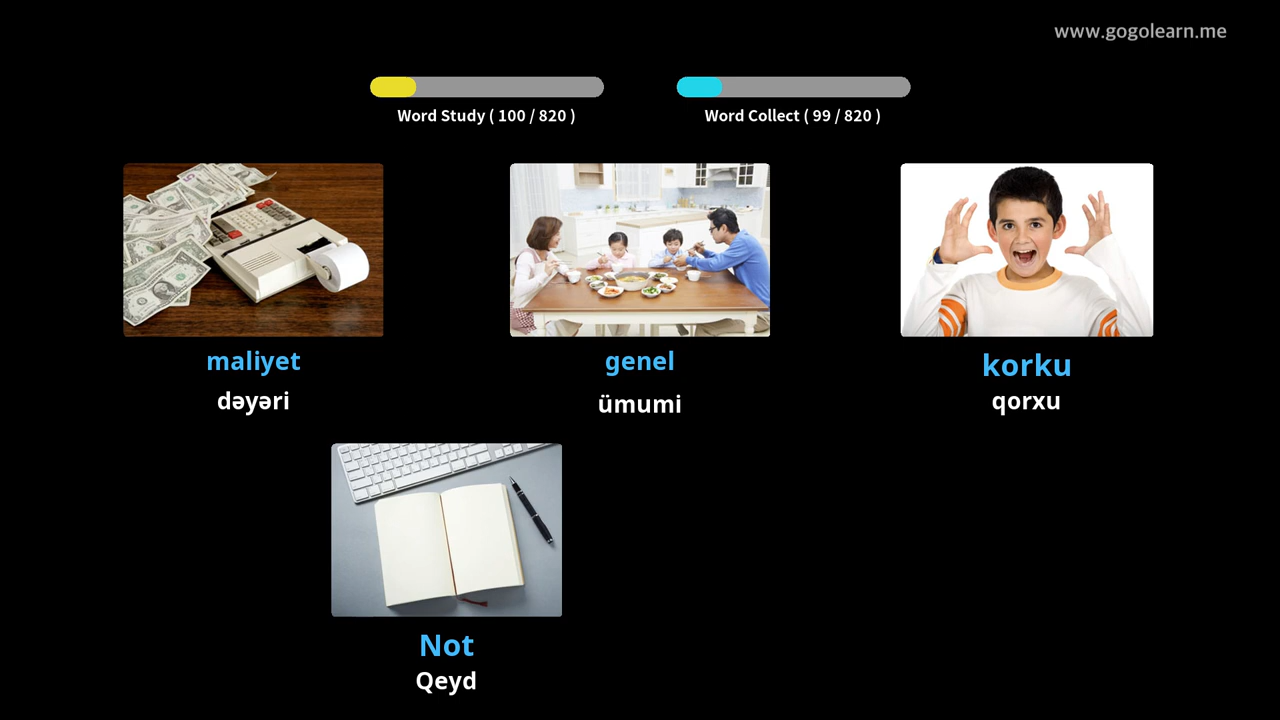 www.gogolearn.me
Word Study ( 100 / 820 )
Word Collect ( 99 / 820 )
maliyet
dəyəri
genel
ümumi
korku
qorxu
Not
Qeyd